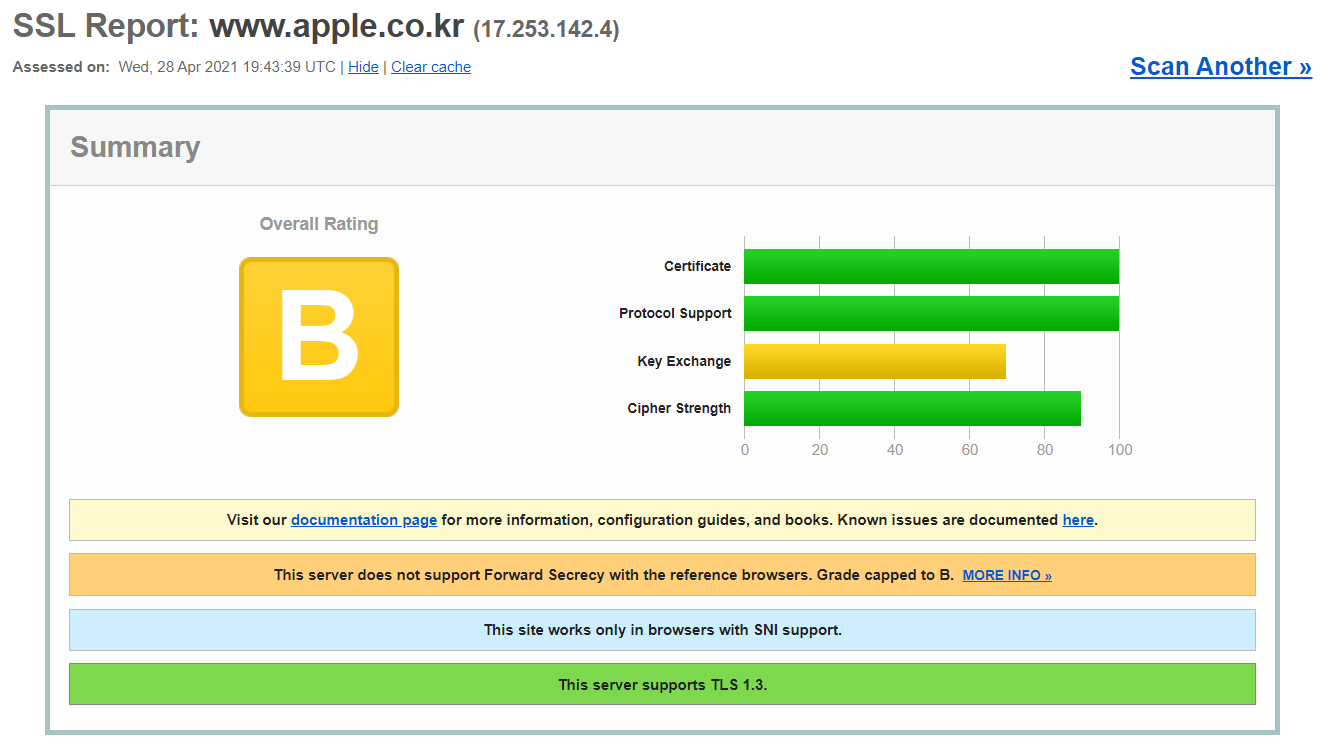 SSL Report: www.apple.co.kr (17.253.142.4)
Assessed on: Wed, 28 Apr 2021 19:43:39 UTC | Hide | Clear cache
Scan Another »
Summary
Overall Rating
B
Certificate
Protocol Support
Key Exchange
Cipher Strength
0 20 40 60 80 100
Visit our documentation page for more information, configuration guides, and books. Known issues are documented here.
This server does not support Forward Secrecy with the reference browsers. Grade capped to B. MORE INFO »
This site works only in browsers with SNI support.
This server supports TLS 1.3.